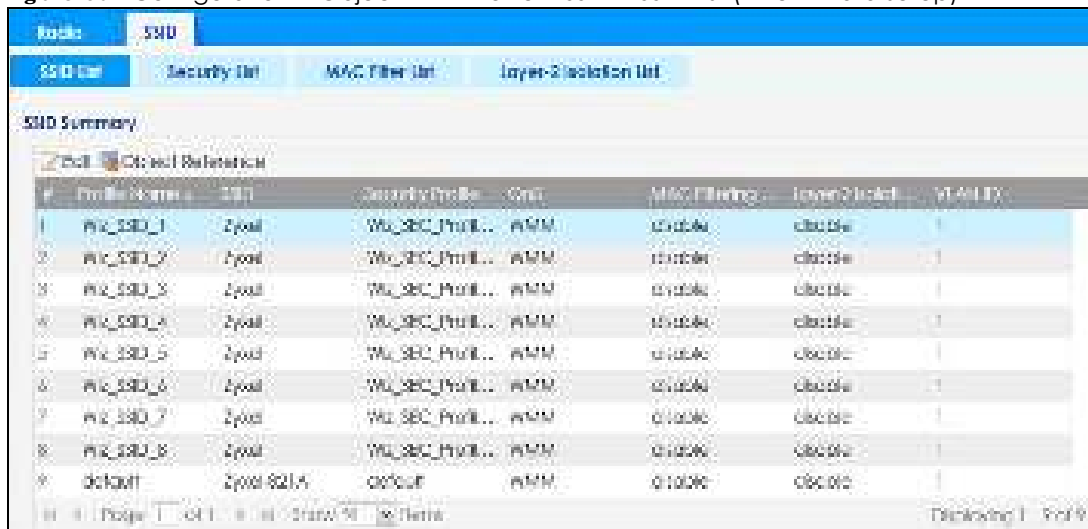 Radio SSID
SSID List Security List MAC Filter List Layer-2 Isolation List
SSID Summary
Edit Object Reference
# Profile Name SSID Security Profile QoS MAC Filtering... Layer-2 Isolati... VLAN ID
1 Wiz_SSID_1 Zyxel Wiz_SEC_Profil... WMM disable disable 1
2 Wiz_SSID_2 Zyxel Wiz_SEC_Profil... WMM disable disable 1
3 Wiz_SSID_3 Zyxel Wiz_SEC_Profil... WMM disable disable 1
4 Wiz_SSID_4 Zyxel Wiz_SEC_Profil... WMM disable disable 1
5 Wiz_SSID_5 Zyxel Wiz_SEC_Profil... WMM disable disable 1
6 Wiz_SSID_6 Zyxel Wiz_SEC_Profil... WMM disable disable 1
7 Wiz_SSID_7 Zyxel Wiz_SEC_Profil... WMM disable disable 1
8 Wiz_SSID_8 Zyxel Wiz_SEC_Profil... WMM disable disable 1
9 default Zyxel default WMM disable disable 1
Page 1 of 1 Show 50 Items Displaying 1 - 9 of 9